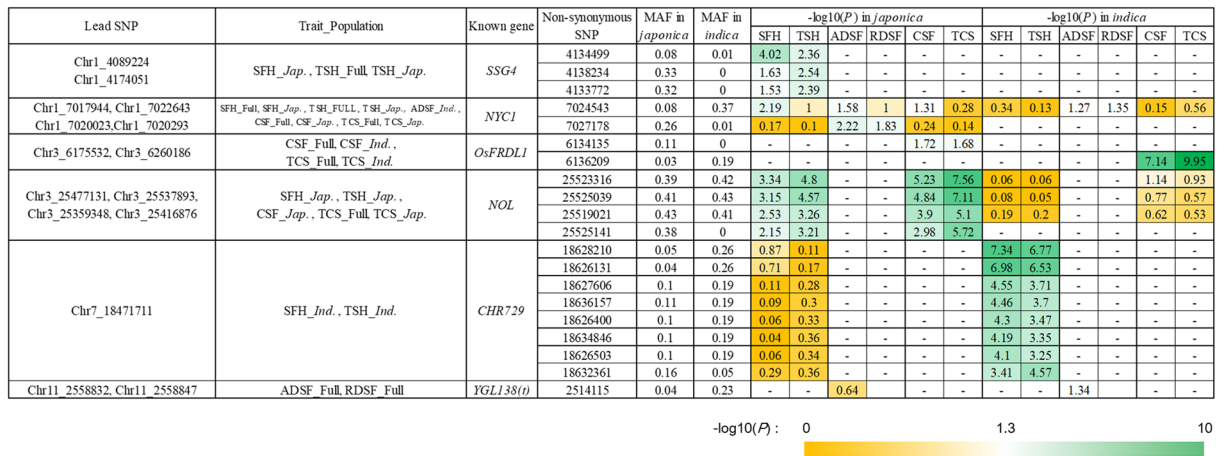 Lead SNP Trait_Population Known gene Non-synonymous SNP MAF in japonica MAF in indica -log10(P) in japonica -log10(P) in indica
SFH TSH ADSF RDSF CSF TCS SFH TSH ADSF RDSF CSF TCS
Chr1_4089224
Chr1_4174051
SFH_Jap. , TSH_Full, TSH_Jap.
SSG4
4134499 0.08 0.01 4.02 2.36 - - - - - - - - - -
4138234 0.33 0 1.63 2.54 - - - - - - - - - -
4133772 0.32 0 1.53 2.39 - - - - - - - - - -
Chr1_7017944, Chr1_7022643
Chr1_7020023,Chr1_7020293
SFH_Full, SFH_Jap. , TSH_FULL, TSH_Jap., ADSF_Ind. ,
CSF_Full, CSF_Jap. , TCS_Full, TCS_Jap.
NYC1
7024543 0.08 0.37 2.19 1 1.58 1 1.31 0.28 0.34 0.13 1.27 1.35 0.15 0.56
7027178 0.26 0.01 0.17 0.1 2.22 1.83 0.24 0.14 - - - - - -
Chr3_6175532, Chr3_6260186
CSF_Full, CSF_Ind. ,
TCS_Full, TCS_Ind.
OsFRDL1
6134135 0.11 0 - - - - 1.72 1.68 - - - - - -
6136209 0.03 0.19 - - - - - - - - - - 7.14 9.95
Chr3_25477131, Chr3_25537893,
Chr3_25359348, Chr3_25416876
SFH_Jap. , TSH_Jap. ,
CSF_Jap. , TCS_Full, TCS_Jap.
NOL
25523316 0.39 0.42 3.34 4.8 - - 5.23 7.56 0.06 0.06 - - 1.14 0.93
25525039 0.41 0.43 3.15 4.57 - - 4.84 7.11 0.08 0.05 - - 0.77 0.57
25519021 0.43 0.41 2.53 3.26 - - 3.9 5.1 0.19 0.2 - - 0.62 0.53
25525141 0.38 0 2.15 3.21 - - 2.98 5.72 - - - - - -
Chr7_18471711
SFH_Ind. , TSH_Ind.
CHR729
18628210 0.05 0.26 0.87 0.11 - - - - 7.34 6.77 - - - -
18626131 0.04 0.26 0.71 0.17 - - - - 6.98 6.53 - - - -
18627606 0.1 0.19 0.11 0.28 - - - - 4.55 3.71 - - - -
18636157 0.11 0.19 0.09 0.3 - - - - 4.46 3.7 - - - -
18626400 0.1 0.19 0.06 0.33 - - - - 4.3 3.47 - - - -
18634846 0.1 0.19 0.04 0.36 - - - - 4.19 3.35 - - - -
18626503 0.1 0.19 0.06 0.34 - - - - 4.1 3.25 - - - -
18632361 0.16 0.05 0.29 0.36 - - - - 3.41 4.57 - - - -
Chr11_2558832, Chr11_2558847 ADSF_Full, RDSF_Full YGL138(t) 2514115 0.04 0.23 - - 0.64 - - - - 1.34 - - -
-log10(P) : 0 1.3 10